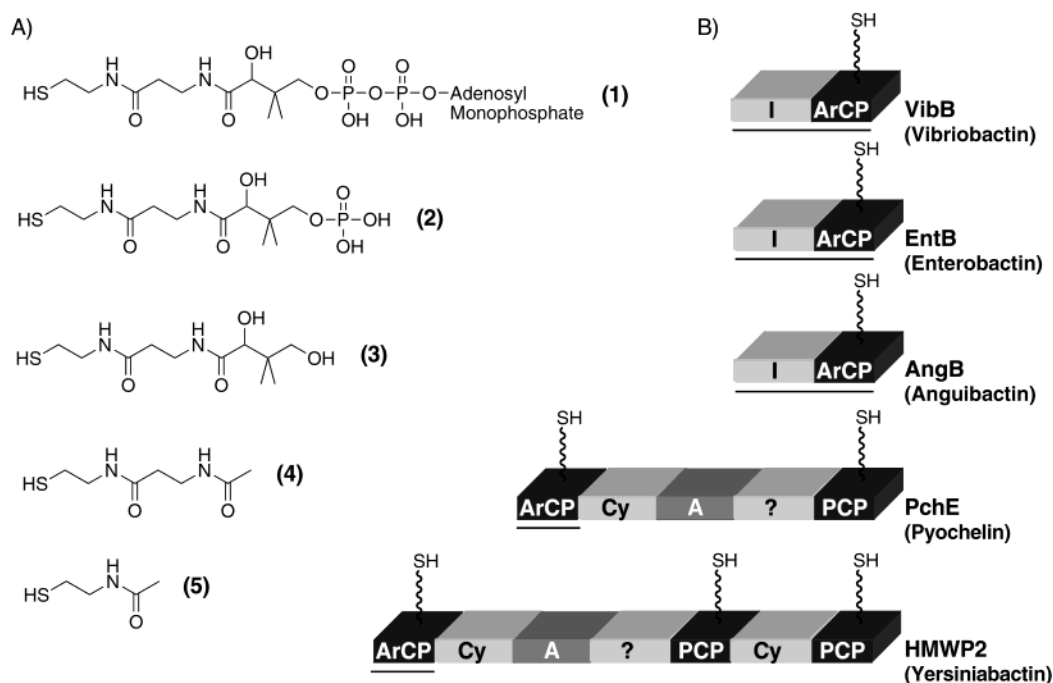 A)
OH
HS
H
N
O
H
N
O
O
P
O
OH
O
P
O
OH
O
Adenosyl
Monophosphate
(1)
OH
HS
H
N
O
H
N
O
O
P
O
OH
OH
(2)
OH
HS
H
N
O
H
N
O
OH
(3)
HS
H
N
O
H
N
O
(4)
HS
H
N
O
(5)
B)
SH
I ArCP
VibB
(Vibriobactin)
SH
I ArCP
EntB
(Enterobactin)
SH
I ArCP
AngB
(Anguibactin)
SH SH
ArCP Cy A ? PCP
PchE
(Pyochelin)
SH SH SH
ArCP Cy A ? PCP Cy PCP
HMWP2
(Yersiniabactin)